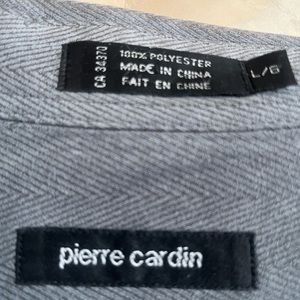 100% POLYESTER
MADE IN CHINA
FAIT EN CHINE
CA 34370
L/G
pierre cardin